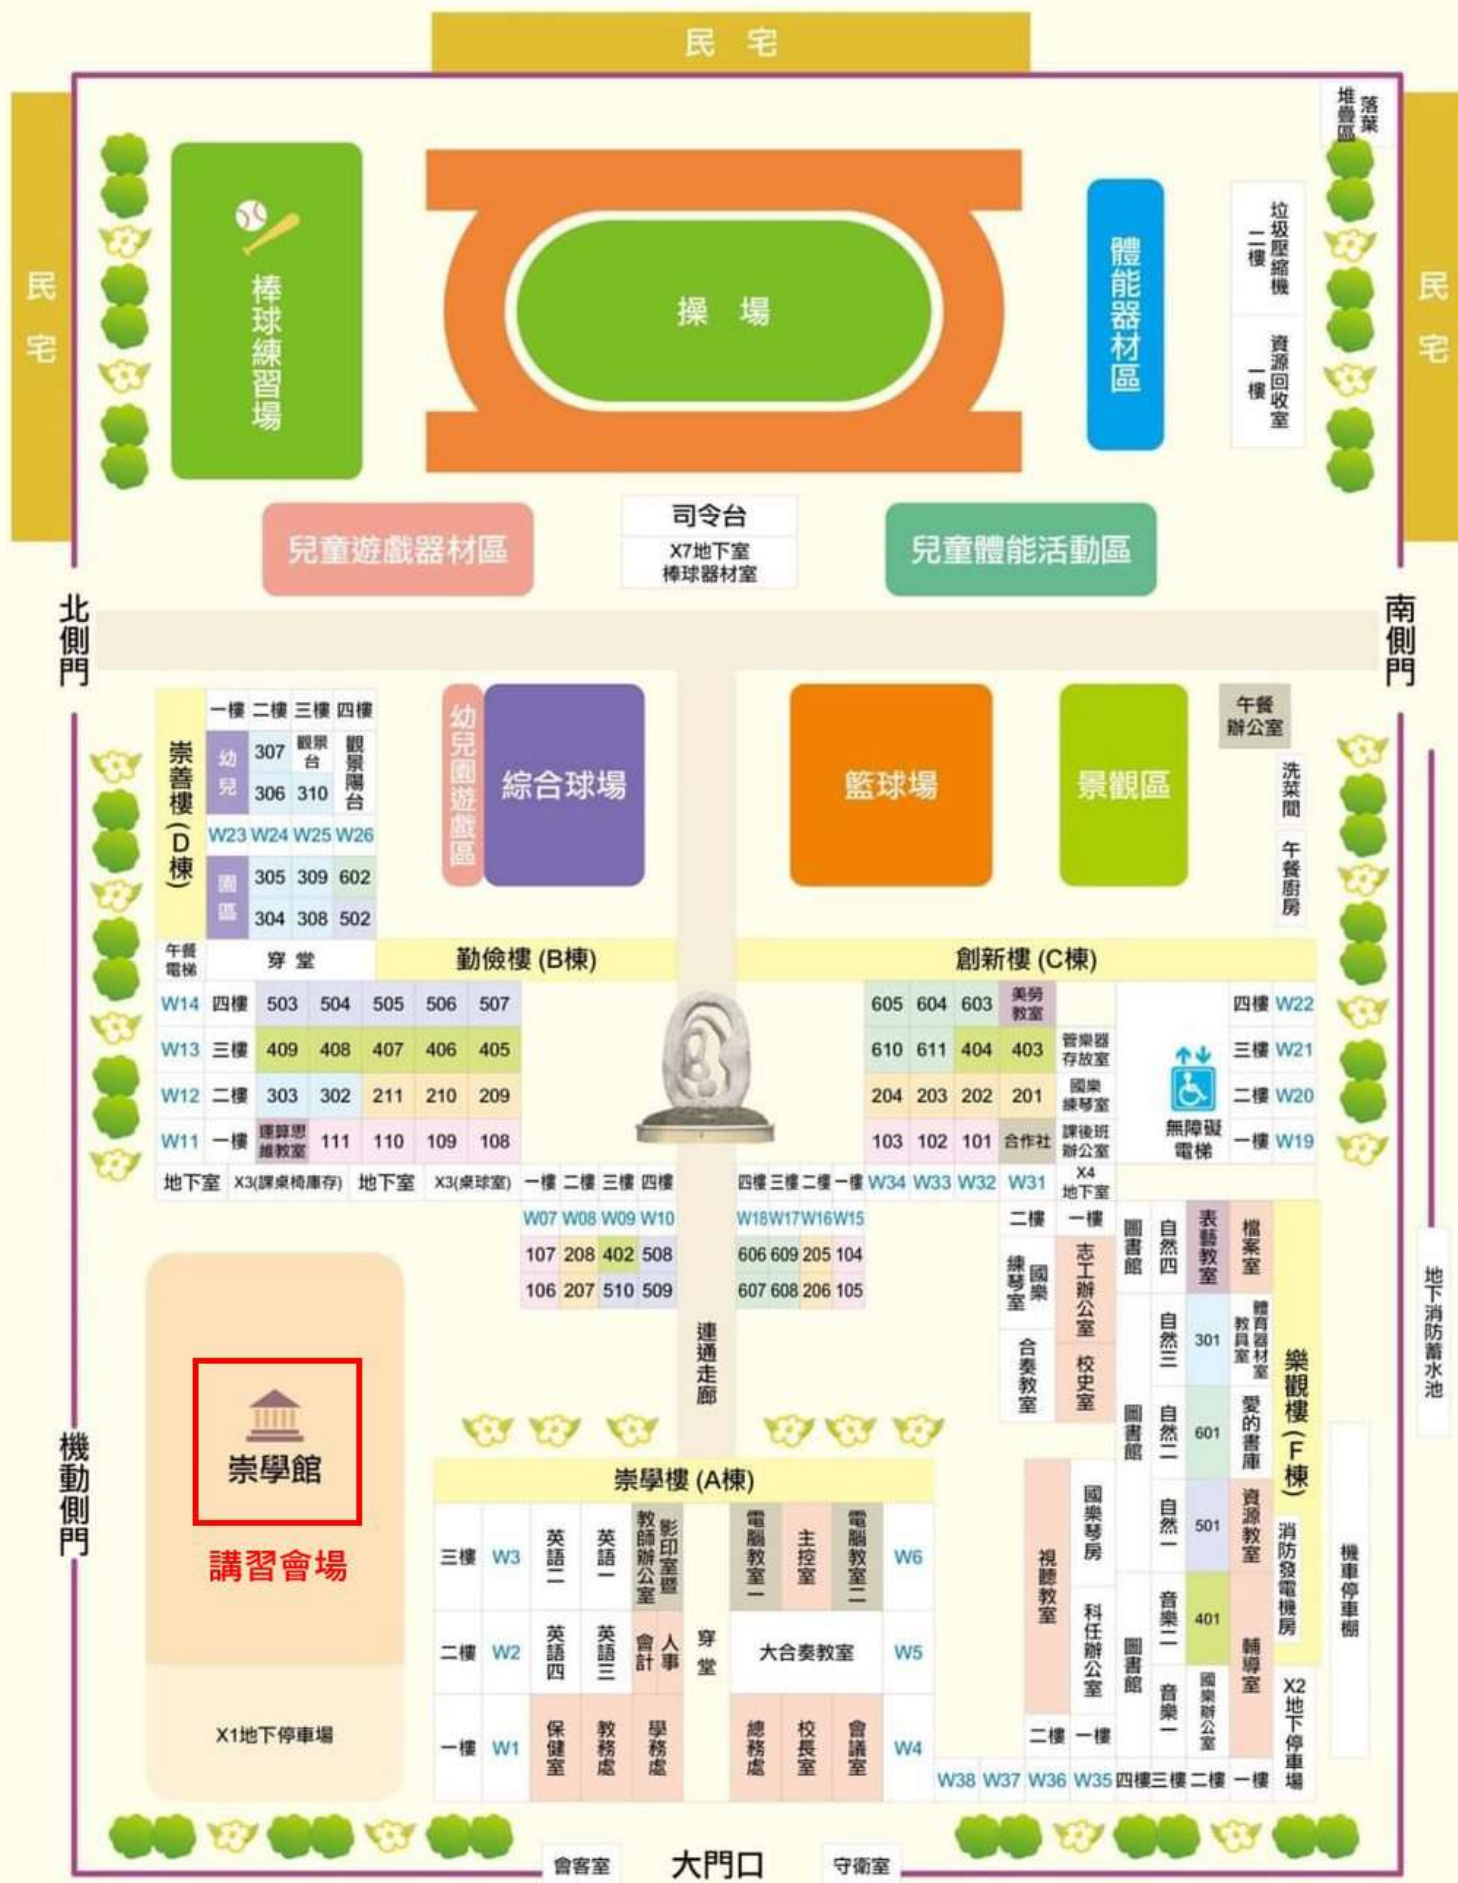 民 宅
落葉
堆疊區
民宅
民宅
棒球練習場
操 場
體能器材區
垃圾壓縮機
二樓
資源回收室
一樓
兒童遊戲器材區
司令台
X7地下室
棒球器材室
兒童體能活動區
北側門
南側門
崇善樓(D棟)
一樓 二樓 三樓 四樓
幼兒 307 觀景台 觀景陽台
306 310
W23 W24 W25 W26
園區 305 309 602
304 308 502
幼兒園遊戲區
綜合球場
籃球場
景觀區
午餐
辦公室
洗菜間
午餐廚房
午餐
電梯
穿 堂
勤儉樓 (B棟)
創新樓 (C棟)
W14 四樓 503 504 505 506 507
W13 三樓 409 408 407 406 405
W12 二樓 303 302 211 210 209
W11 一樓 運算思維教室 111 110 109 108
地下室 X3(課桌椅庫存) 地下室 X3(桌球室)
605 604 603 美勞教室
610 611 404 403 管樂器存放室
204 203 202 201 國樂練琴室
103 102 101 合作社 課後班辦公室
W34 W33 W32 W31 X4地下室
四樓 W22
三樓 W21
二樓 W20
一樓 W19
無障礙
電梯
一樓 二樓 三樓 四樓
W07 W08 W09 W10
107 208 402 508
106 207 510 509
四樓 三樓 二樓 一樓
W18 W17 W16 W15
606 609 205 104
607 608 206 105
連通走廊
二樓 一樓
國樂練琴室
志工辦公室
合奏教室
校史室
圖書館 自然四 表藝教室 檔案室
自然三 301 體育器材室教具室
圖書館 自然二 601 愛的書庫
自然一 501 資源教室
圖書館 音樂二 401 輔導室
音樂一 國樂辦公室
樂觀樓(F棟)
消防發電機房
X2地下停車場
地下消防蓄水池
機車停車棚
視聽教室
國樂琴房
科任辦公室
二樓 一樓
W38 W37 W36 W35 四樓 三樓 二樓 一樓
機動側門
崇學館
講習會場
X1地下停車場
崇學樓 (A棟)
三樓 W3 英語二 英語一 影印室暨教師辦公室 電腦教室一 主控室 電腦教室二 W6
二樓 W2 英語四 英語三 人事 會計 穿堂 大合奏教室 W5
一樓 W1 保健室 教務處 學務處 總務處 校長室 會議室 W4
會客室
大門口
守衛室